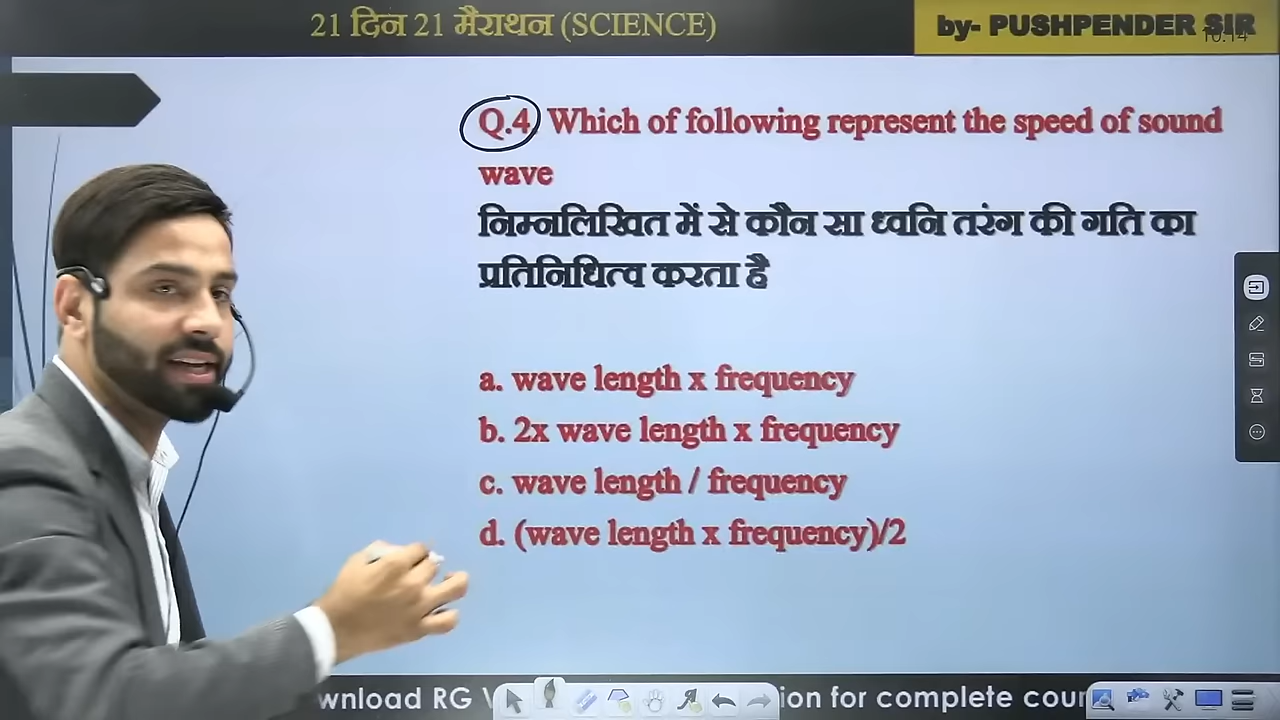 21 दिन 21 मैराथन (SCIENCE)
by- PUSHPENDER SIR
10:14
Q.4 Which of following represent the speed of sound
wave
निम्नलिखित में से कौन सा ध्वनि तरंग की गति का
प्रतिनिधित्व करता है
a. wave length x frequency
b. 2x wave length x frequency
c. wave length / frequency
d. (wave length x frequency)/2
wnload RG V
ion for complete cour